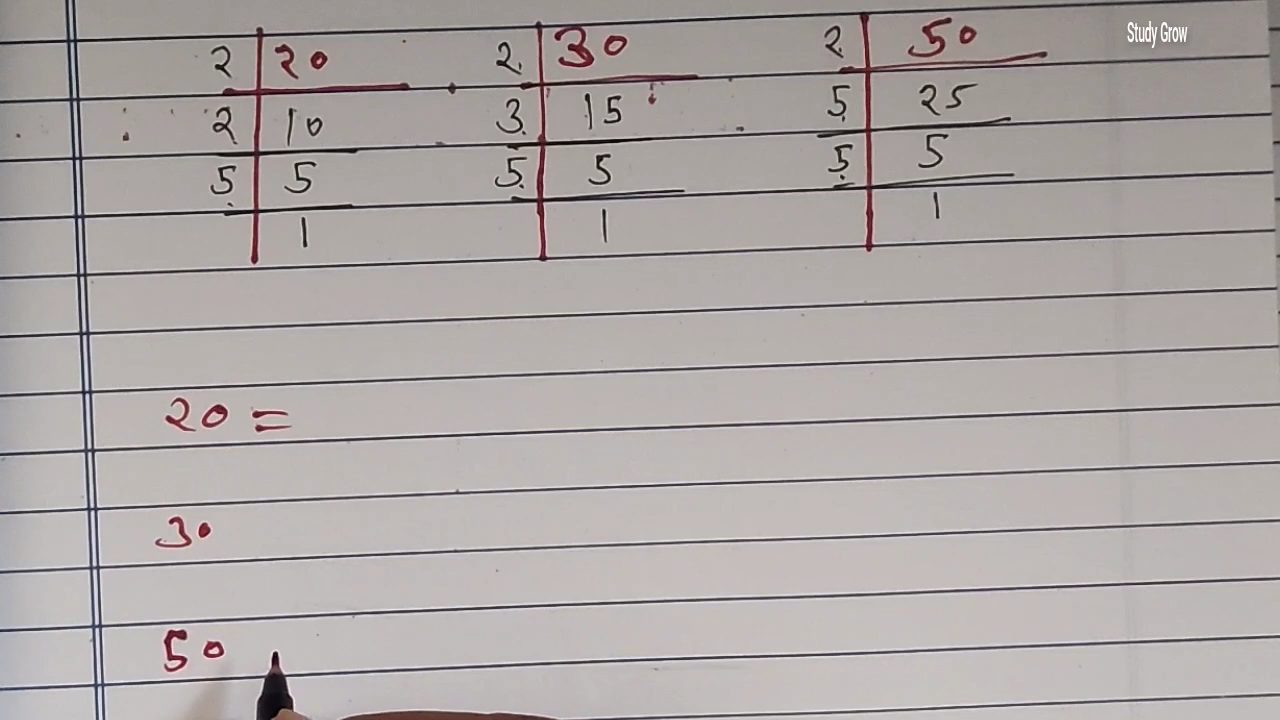 Study Grow
2 | 20 2 | 30 2 | 50
2 | 10 3 | 15 5 | 25
5 | 5 5 | 5 5 | 5
1 1 1
20 =
30
50